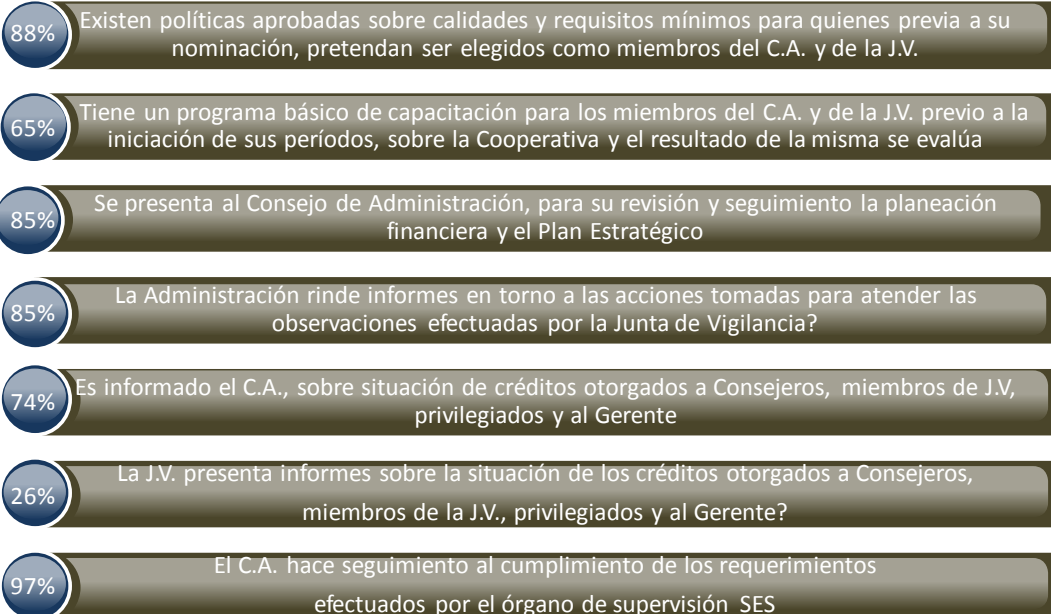 88%
Existen políticas aprobadas sobre calidades y requisitos mínimos para quienes previa a su
nominación, pretendan ser elegidos como miembros del C.A. y de la J.V.
65%
Tiene un programa básico de capacitación para los miembros del C.A. y de la J.V. previo a la
iniciación de sus períodos, sobre la Cooperativa y el resultado de la misma se evalúa
85%
Se presenta al Consejo de Administración, para su revisión y seguimiento la planeación
financiera y el Plan Estratégico
85%
La Administración rinde informes en torno a las acciones tomadas para atender las
observaciones efectuadas por la Junta de Vigilancia?
74%
Es informado el C.A., sobre situación de créditos otorgados a Consejeros, miembros de J.V,
privilegiados y al Gerente
26%
La J.V. presenta informes sobre la situación de los créditos otorgados a Consejeros,
miembros de la J.V., privilegiados y al Gerente?
97%
El C.A. hace seguimiento al cumplimiento de los requerimientos
efectuados por el órgano de supervisión SES